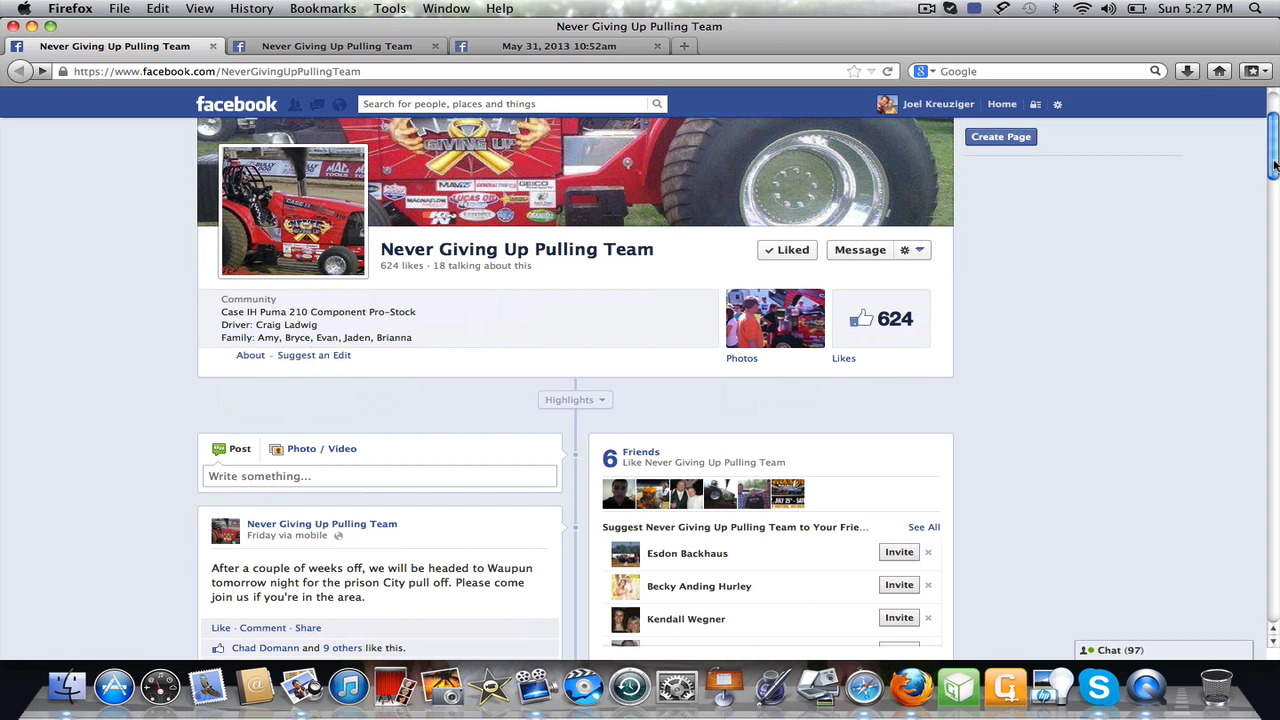 Firefox File Edit View History Bookmarks Tools Window Help Sun 5:27 PM
Never Giving Up Pulling Team
Never Giving Up Pulling Team Never Giving Up Pulling Team May 31, 2013 10:52am
https://www.facebook.com/NeverGivingUpPullingTeam Google
facebook Search for people, places and things Joel Kreuziger Home
Create Page
NEVER
GIVING UP
GEICO
MAGNAFLOW LUCAS OIL
K&N
CASE IH
Never Giving Up Pulling Team Liked Message
624 likes · 18 talking about this
Community
Case IH Puma 210 Component Pro-Stock
Driver: Craig Ladwig
Family: Amy, Bryce, Evan, Jaden, Brianna
About - Suggest an Edit
624
Photos Likes
Highlights
Post Photo / Video
Write something...
6 Friends
Like Never Giving Up Pulling Team
Never Giving Up Pulling Team
Friday via mobile
After a couple of weeks off, we will be headed to Waupun
tomorrow night for the prison City pull off. Please come
join us if you're in the area.
Like · Comment · Share
Chad Domann and 9 others like this.
Suggest Never Giving Up Pulling Team to Your Frie... See All
Esdon Backhaus Invite
Becky Anding Hurley Invite
Kendall Wegner Invite
Chat (97)